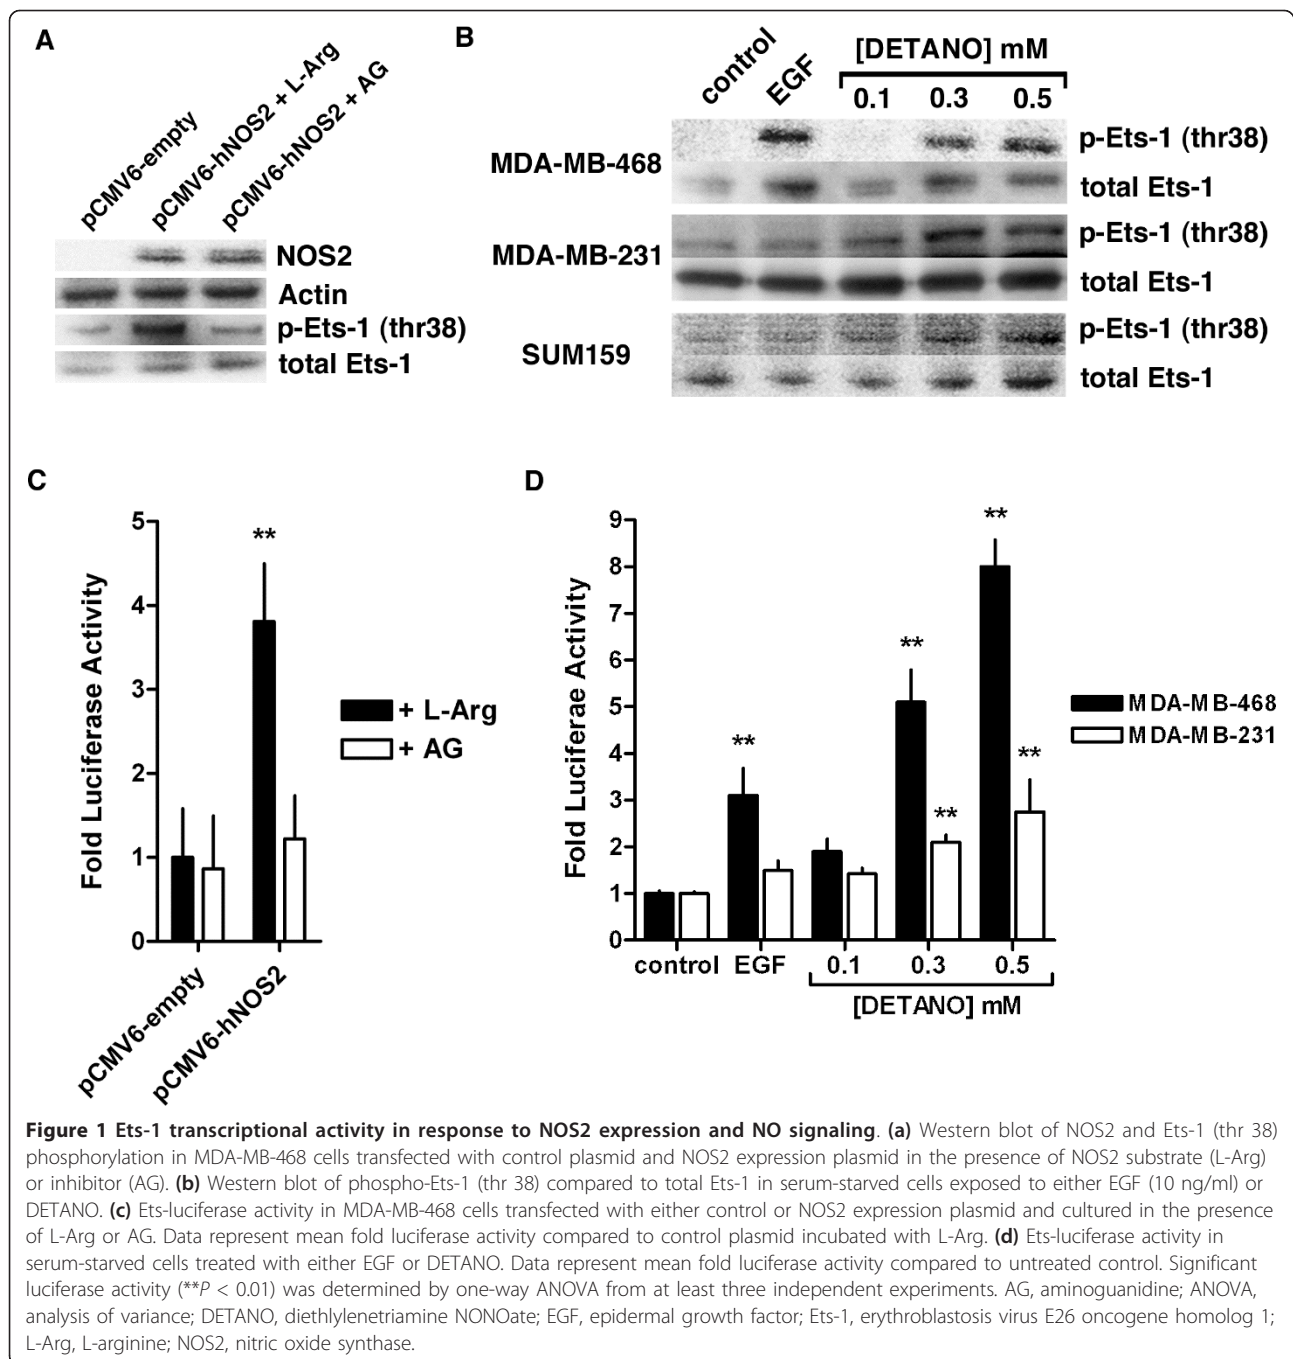 A
pCMV6-empty
pCMV6-hNOS2 + L-Arg
pCMV6-hNOS2 + AG
NOS2
Actin
p-Ets-1 (thr38)
total Ets-1
B
control
EGF
[DETANO] mM
0.1 0.3 0.5
MDA-MB-468
p-Ets-1 (thr38)
total Ets-1
MDA-MB-231
p-Ets-1 (thr38)
total Ets-1
SUM159
p-Ets-1 (thr38)
total Ets-1
C
Fold Luciferase Activity
5
4
3
2
1
0
**
pCMV6-empty
pCMV6-hNOS2
+ L-Arg
+ AG
D
Fold Luciferae Activity
9
8
7
6
5
4
3
2
1
0
**
**
**
**
**
control EGF 0.1 0.3 0.5
[DETANO] mM
MDA-MB-468
MDA-MB-231
Figure 1 Ets-1 transcriptional activity in response to NOS2 expression and NO signaling. (a) Western blot of NOS2 and Ets-1 (thr 38)
phosphorylation in MDA-MB-468 cells transfected with control plasmid and NOS2 expression plasmid in the presence of NOS2 substrate (L-Arg)
or inhibitor (AG). (b) Western blot of phospho-Ets-1 (thr 38) compared to total Ets-1 in serum-starved cells exposed to either EGF (10 ng/ml) or
DETANO. (c) Ets-luciferase activity in MDA-MB-468 cells transfected with either control or NOS2 expression plasmid and cultured in the presence
of L-Arg or AG. Data represent mean fold luciferase activity compared to control plasmid incubated with L-Arg. (d) Ets-luciferase activity in
serum-starved cells treated with either EGF or DETANO. Data represent mean fold luciferase activity compared to untreated control. Significant
luciferase activity (**P < 0.01) was determined by one-way ANOVA from at least three independent experiments. AG, aminoguanidine; ANOVA,
analysis of variance; DETANO, diethlylenetriamine NONOate; EGF, epidermal growth factor; Ets-1, erythroblastosis virus E26 oncogene homolog 1;
L-Arg, L-arginine; NOS2, nitric oxide synthase.